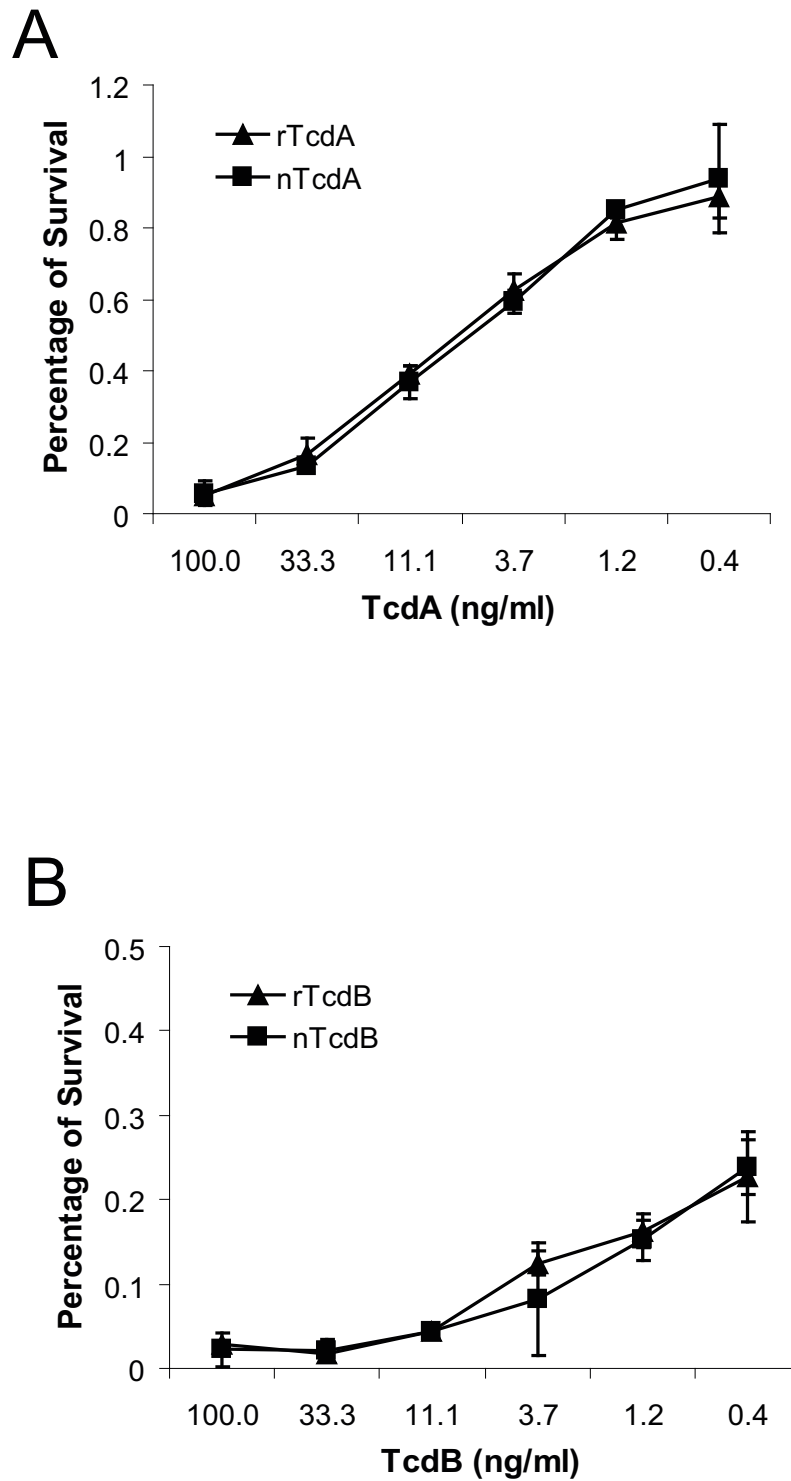 A
1.2
rTcdA
1
nTcdA
0.8
0.6
0.4
0.2
0
Percentage of Survival
100.0 33.3 11.1 3.7 1.2 0.4
TcdA (ng/ml)
B
0.5
rTcdB
0.4
nTcdB
0.3
0.2
0.1
0
Percentage of Survival
100.0 33.3 11.1 3.7 1.2 0.4
TcdB (ng/ml)